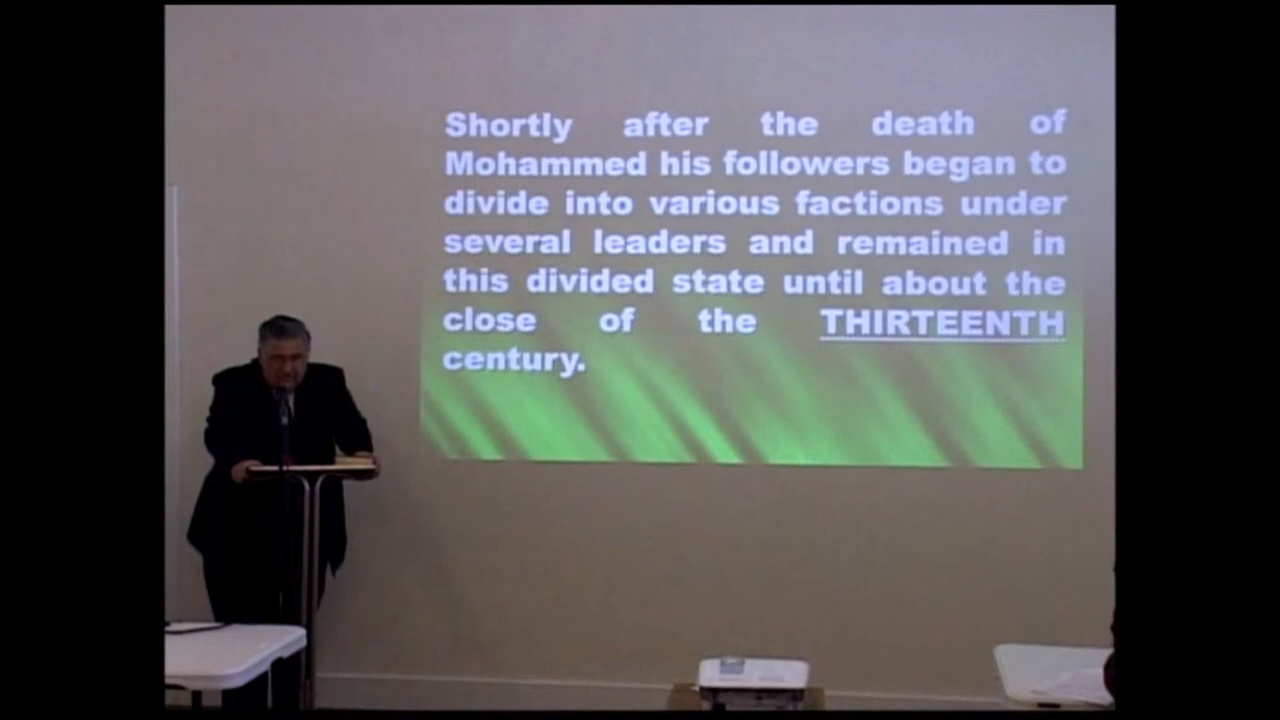 Shortly after the death of
Mohammed his followers began to
divide into various factions under
several leaders and remained in
this divided state until about the
close of the THIRTEENTH
century.